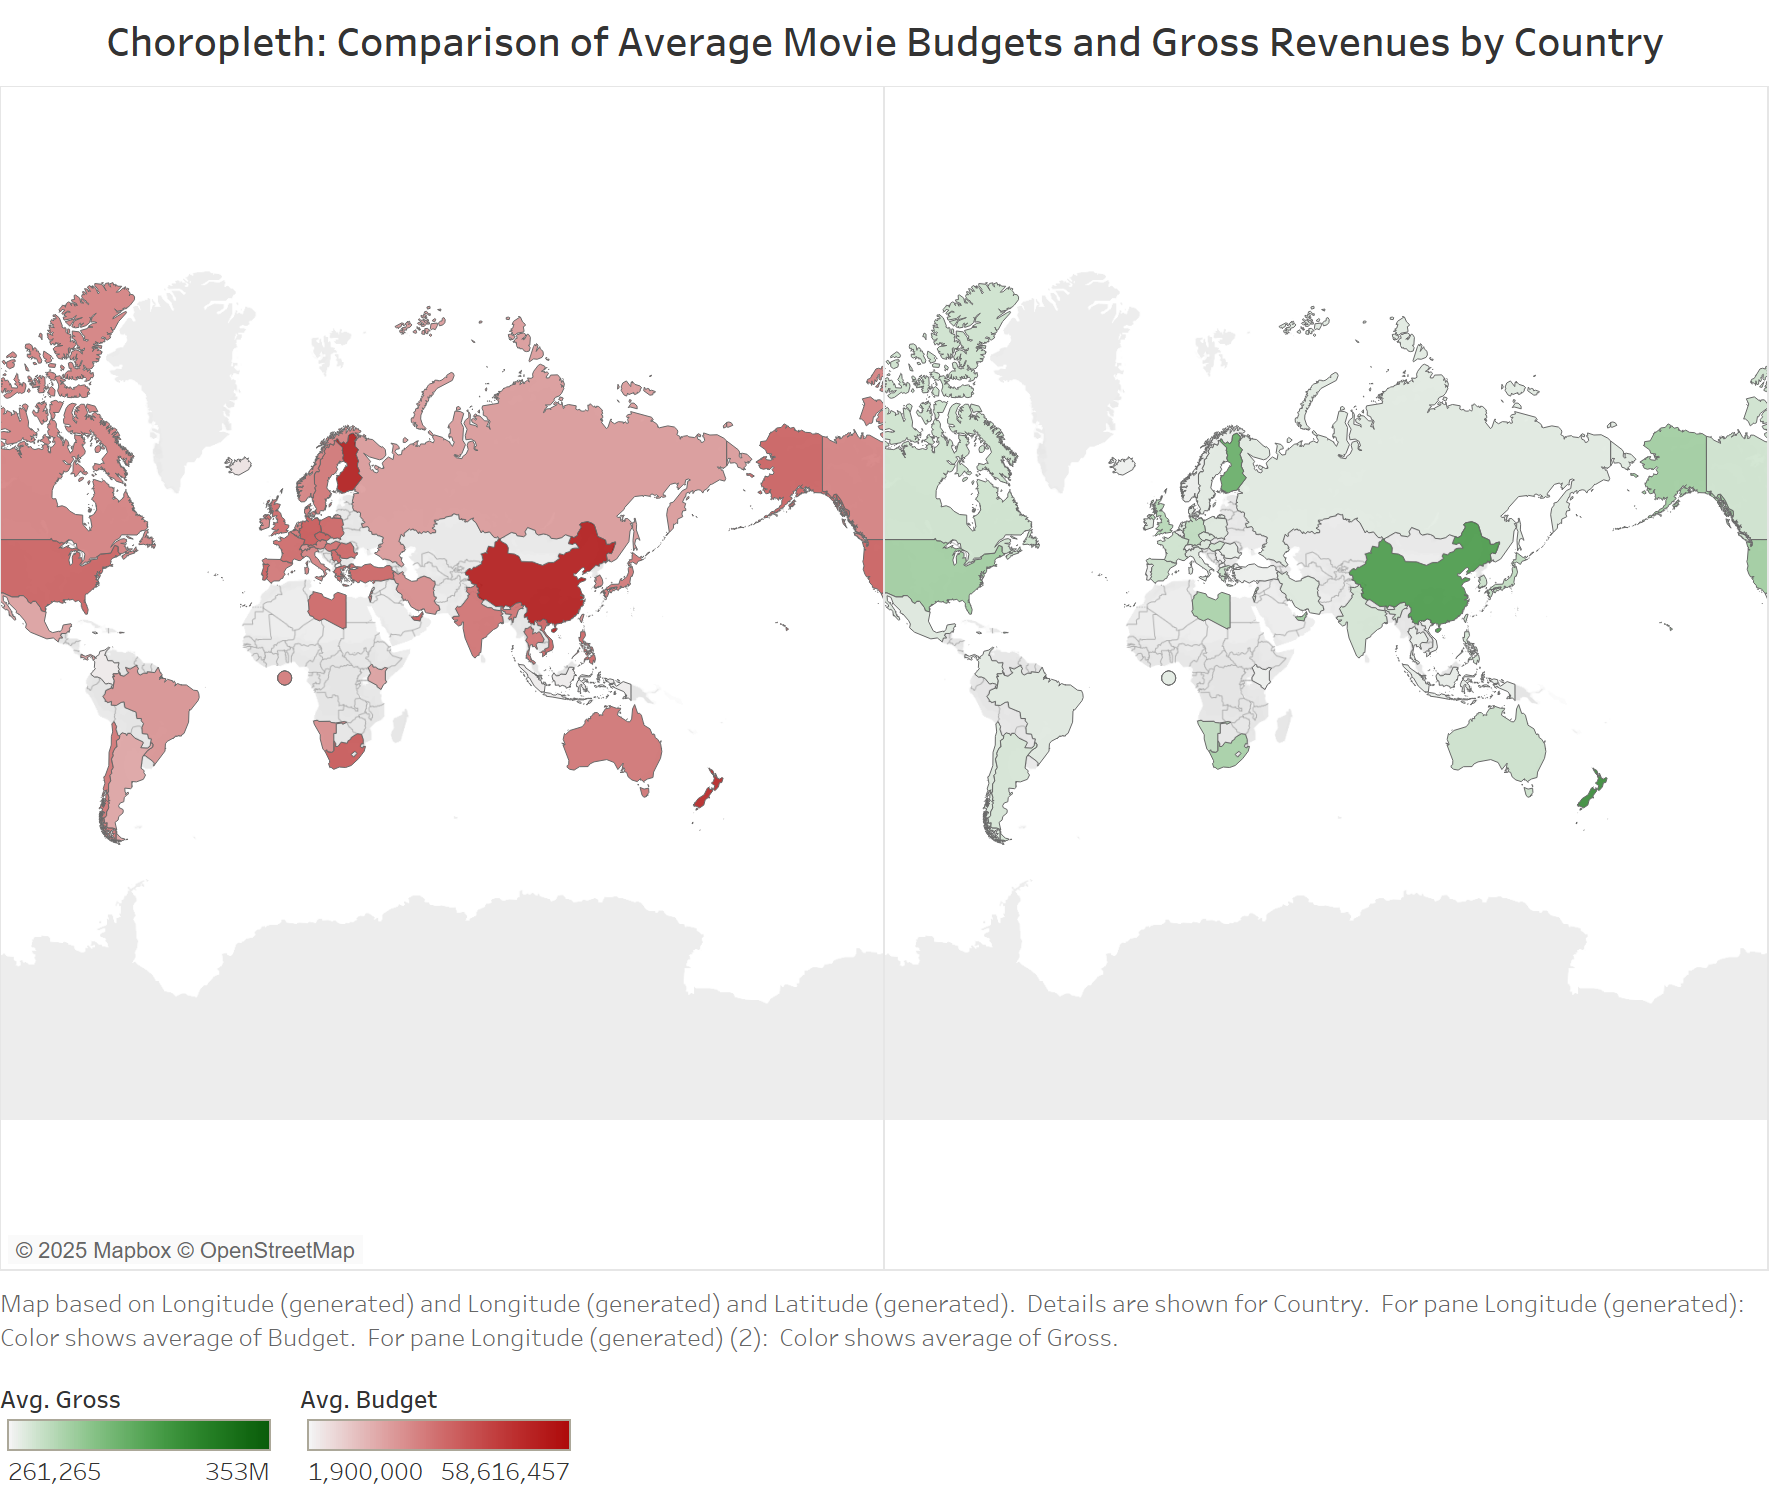 Choropleth: Comparison of Average Movie Budgets and Gross Revenues by Country
© 2025 Mapbox © OpenStreetMap
Map based on Longitude (generated) and Longitude (generated) and Latitude (generated).  Details are shown for Country.  For pane Longitude (generated):
Color shows average of Budget.  For pane Longitude (generated) (2):  Color shows average of Gross.
Avg. Gross
261,265 353M
Avg. Budget
1,900,000 58,616,457